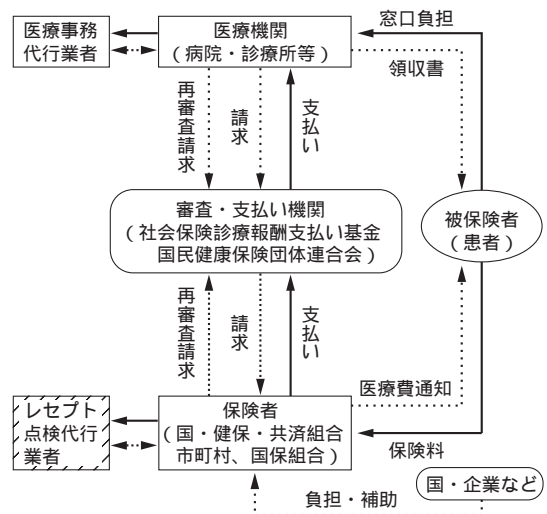 医療事務
代行業者
医療機関
（病院・診療所等）
窓口負担
領収書
再審査請求
請求
支払い
審査・支払い機関
（社会保険診療報酬支払い基金
国民健康保険団体連合会）
被保険者
（患者）
再審査請求
請求
支払い
医療費通知
レセプト
点検代行
業者
保険者
（国・健保・共済組合
市町村、国保組合）
保険料
国・企業など
負担・補助